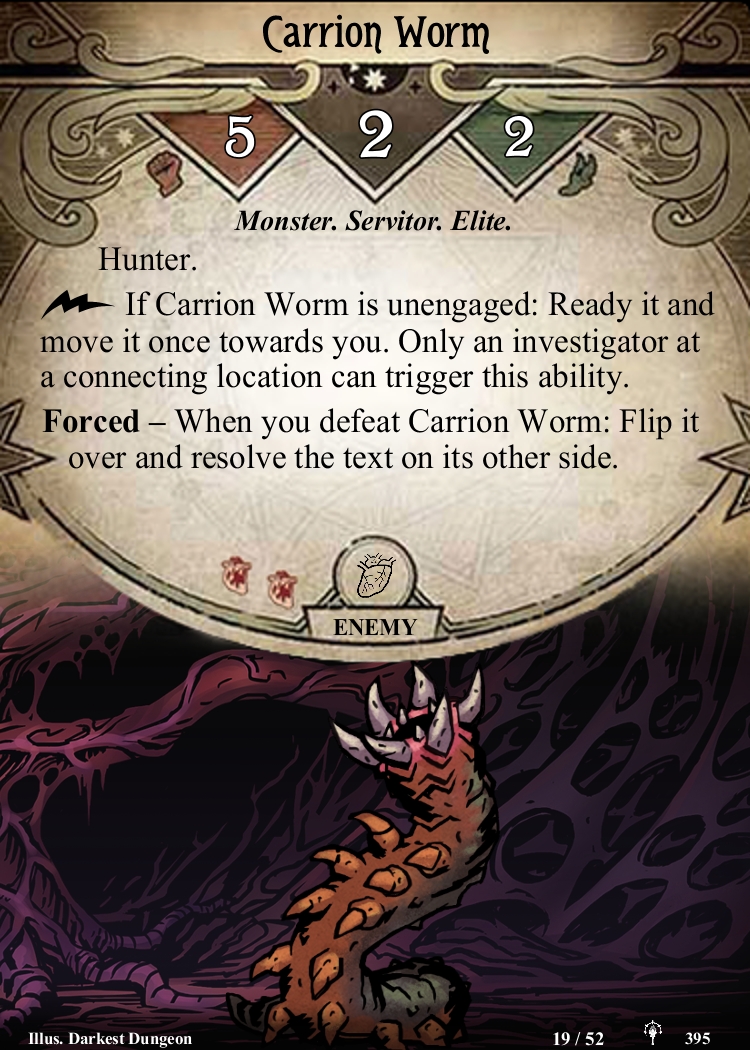 Carrion Worm
5 2 2
Monster. Servitor. Elite.
Hunter.
If Carrion Worm is unengaged: Ready it and
move it once towards you. Only an investigator at
a connecting location can trigger this ability.
Forced – When you defeat Carrion Worm: Flip it
over and resolve the text on its other side.
ENEMY
Illus. Darkest Dungeon 19 / 52 395